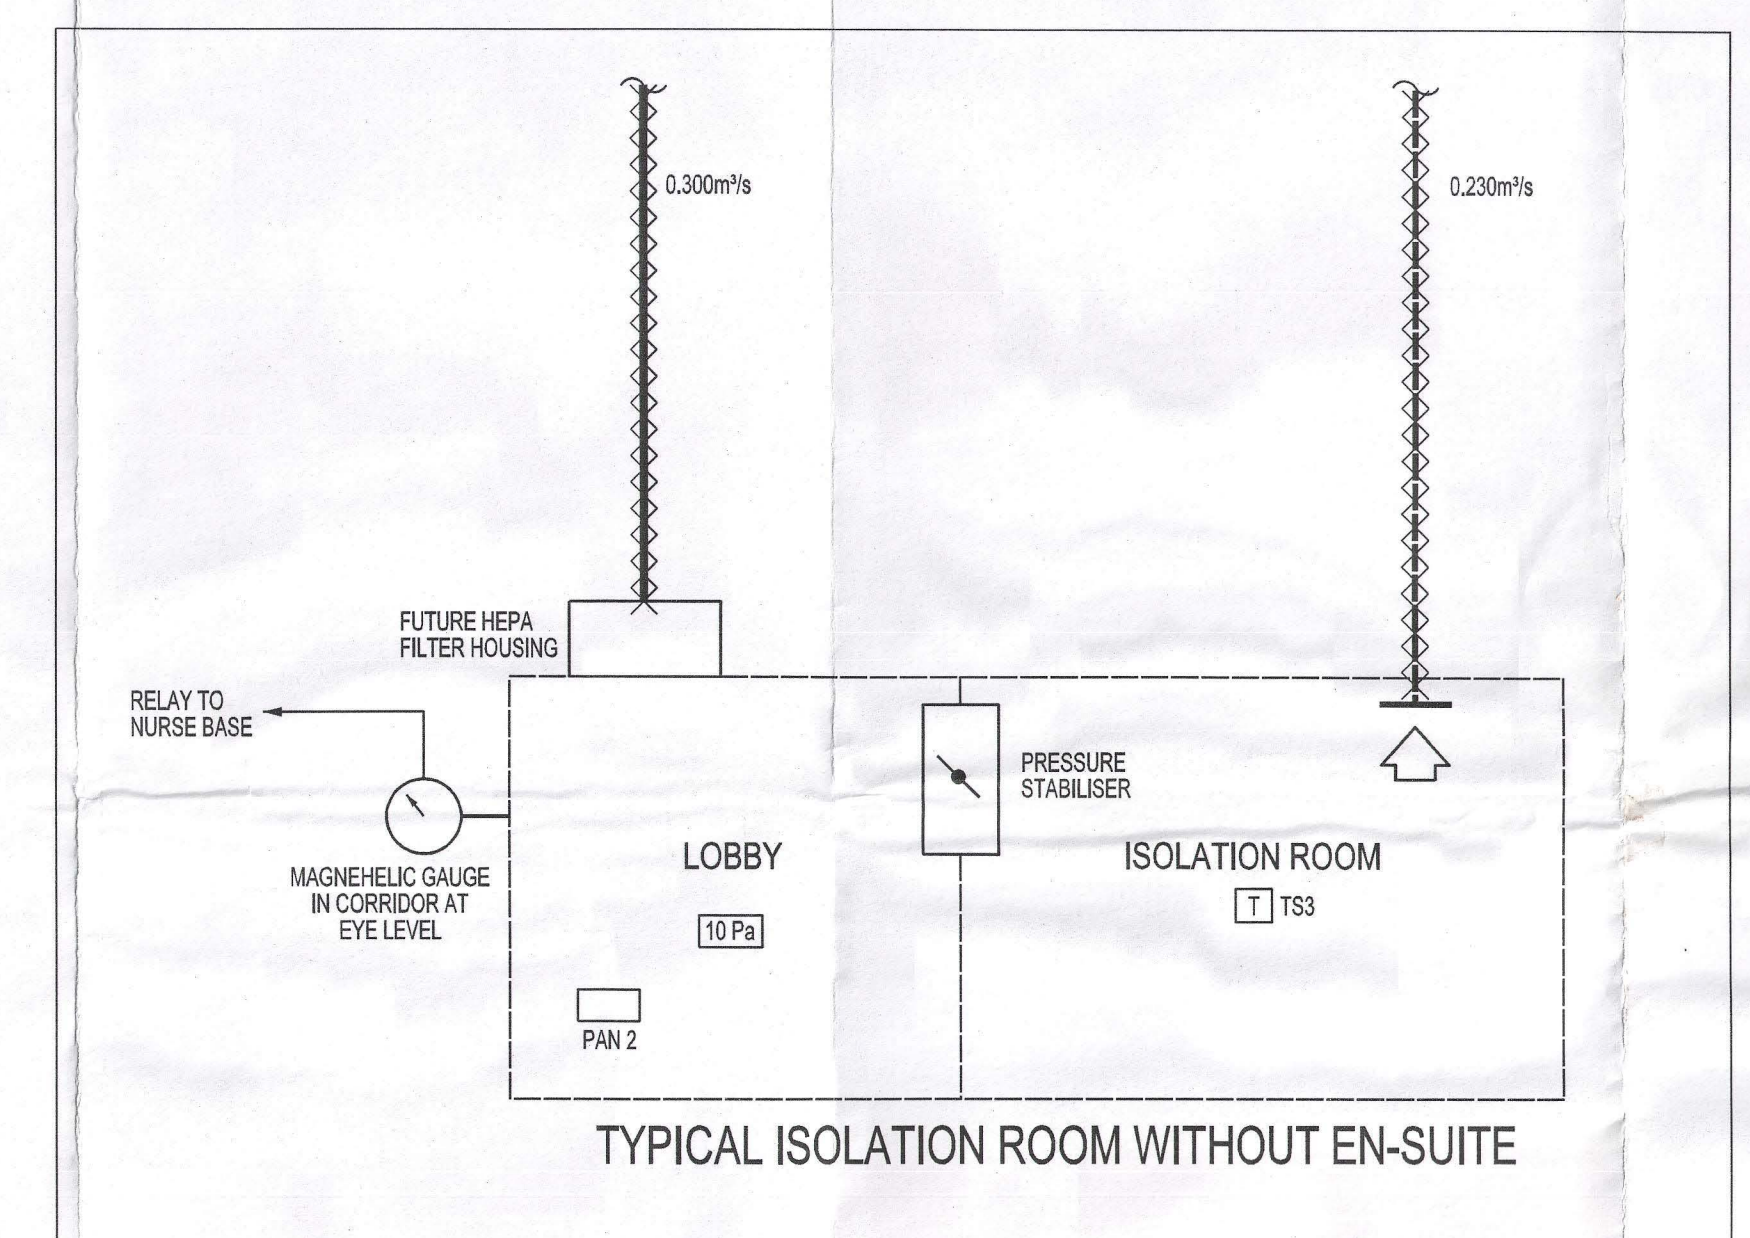 0.300m³/s
0.230m³/s
FUTURE HEPA
FILTER HOUSING
RELAY TO
NURSE BASE
PRESSURE
STABILISER
MAGNEHELIC GAUGE
IN CORRIDOR AT
EYE LEVEL
LOBBY
10 Pa
PAN 2
ISOLATION ROOM
T TS3
TYPICAL ISOLATION ROOM WITHOUT EN-SUITE